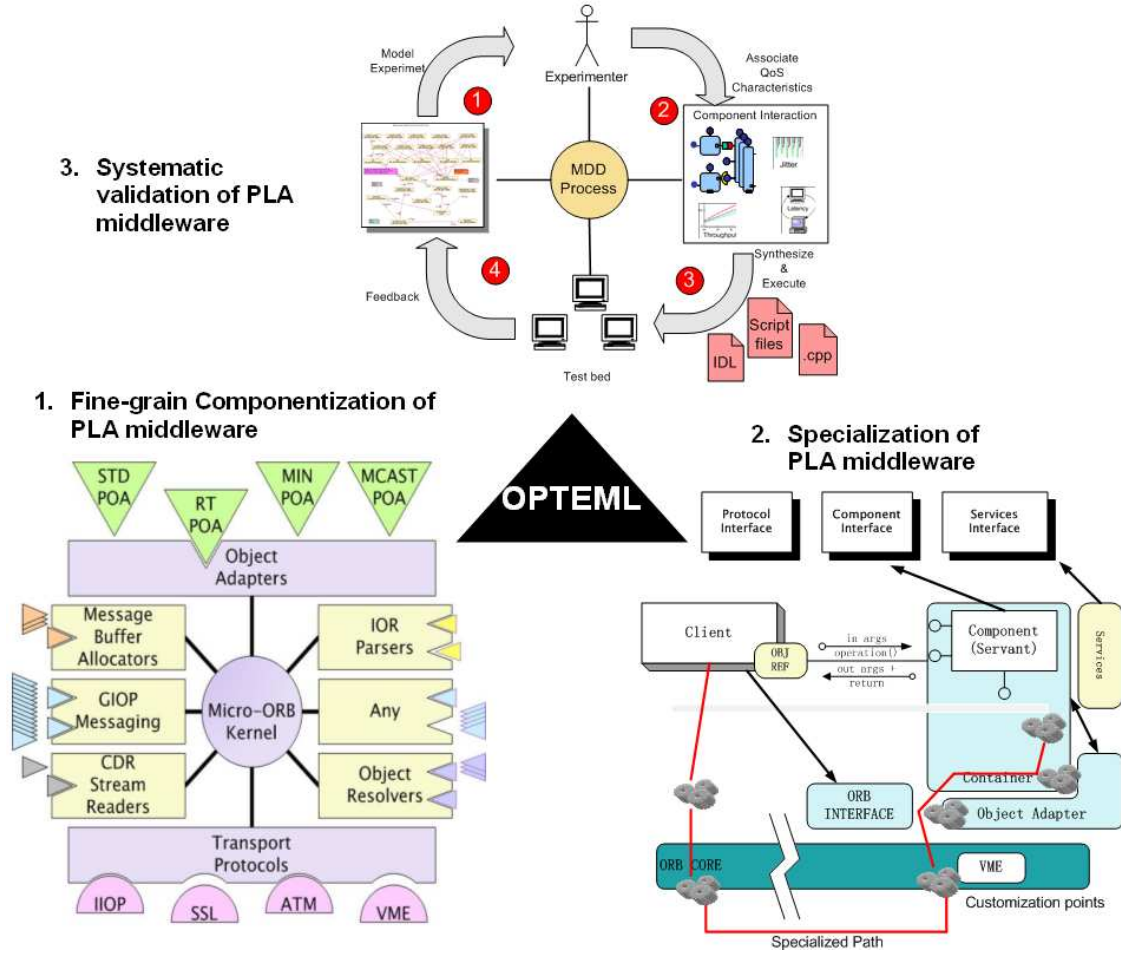 Model
Experimet
Experimenter
Associate
QoS
Characteristics
1
2
Component Interaction
Jitter
Latency
Throughput
MDD
Process
3. Systematic
validation of PLA
middleware
4
3
Feedback
Synthesize
&
Execute
Script
files
IDL
.cpp
Test bed
1. Fine-grain Componentization of
PLA middleware
STD
POA
RT
POA
MIN
POA
MCAST
POA
Object
Adapters
Message
Buffer
Allocators
IOR
Parsers
GIOP
Messaging
Micro-ORB
Kernel
Any
CDR
Stream
Readers
Object
Resolvers
Transport
Protocols
IIOP
SSL
ATM
VME
OPTEML
2. Specialization of
PLA middleware
Protocol
Interface
Component
Interface
Services
Interface
Client
OBJ
REF
in args
operation()
out args +
return
Component
(Servant)
Services
Container
ORB
INTERFACE
Object Adapter
ORB CORE
VME
Customization points
Specialized Path